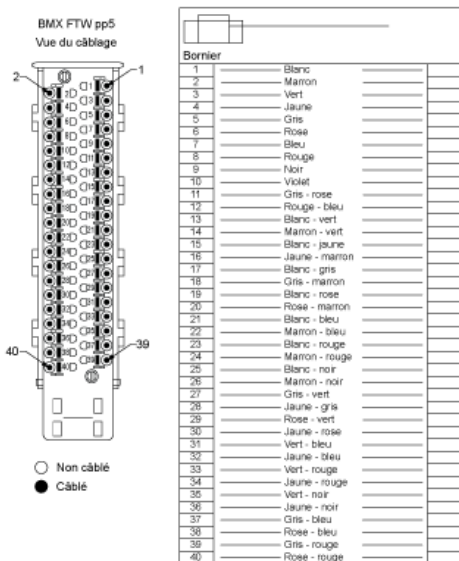 BMX FTW pp5
Vue du câblage
2
1
40
39
Non câblé
Câblé
Bornier
1 Blanc
2 Marron
3 Vert
4 Jaune
5 Gris
6 Rose
7 Bleu
8 Rouge
9 Noir
10 Violet
11 Gris - rose
12 Rouge - bleu
13 Blanc - vert
14 Marron - vert
15 Blanc - jaune
16 Jaune - marron
17 Blanc - gris
18 Gris - marron
19 Blanc - rose
20 Rose - marron
21 Blanc - bleu
22 Marron - bleu
23 Blanc - rouge
24 Marron - rouge
25 Blanc - noir
26 Marron - noir
27 Gris - vert
28 Jaune - gris
29 Rose - vert
30 Jaune - rose
31 Vert - bleu
32 Jaune - bleu
33 Vert - rouge
34 Jaune - rouge
35 Vert - noir
36 Jaune - noir
37 Gris - bleu
38 Rose - bleu
39 Gris - rouge
40 Rose - rouge